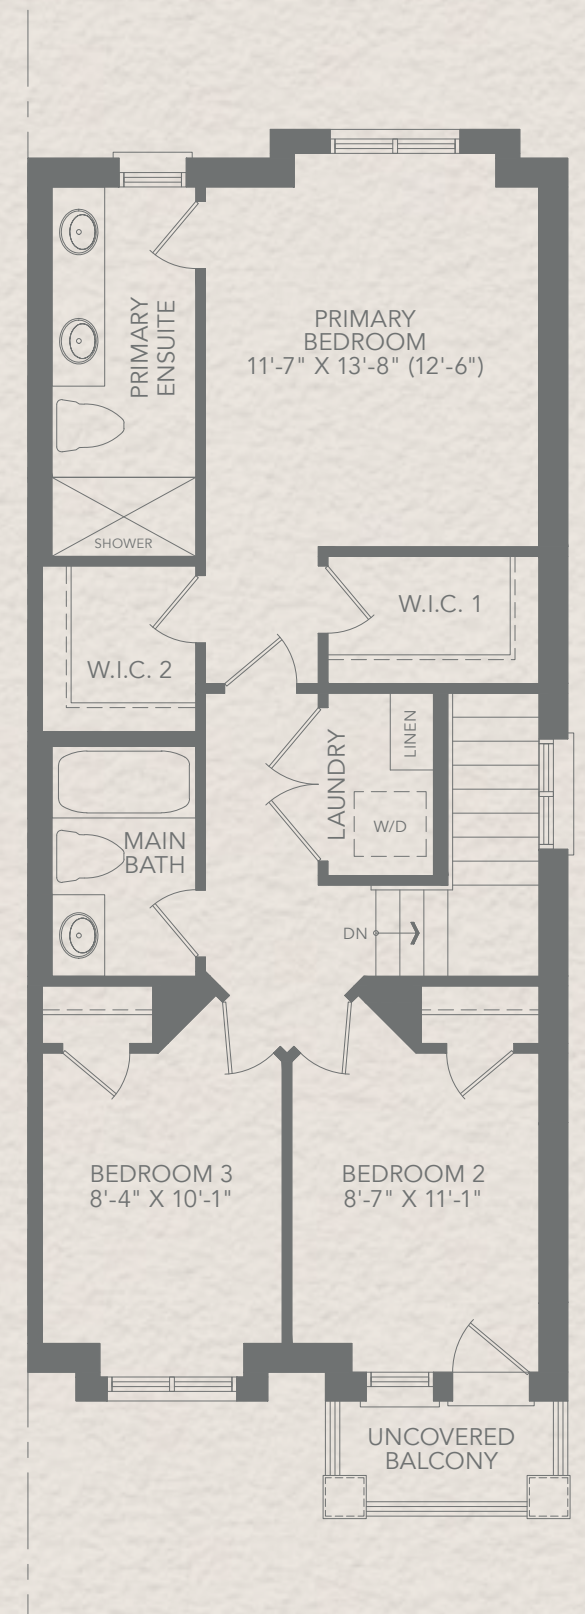 PRIMARY
ENSUITE
PRIMARY
BEDROOM
11'-7" X 13'-8" (12'-6")
SHOWER
W.I.C. 1
W.I.C. 2
LINEN
LAUNDRY
W/D
MAIN
BATH
DN
BEDROOM 3
8'-4" X 10'-1"
BEDROOM 2
8'-7" X 11'-1"
UNCOVERED
BALCONY